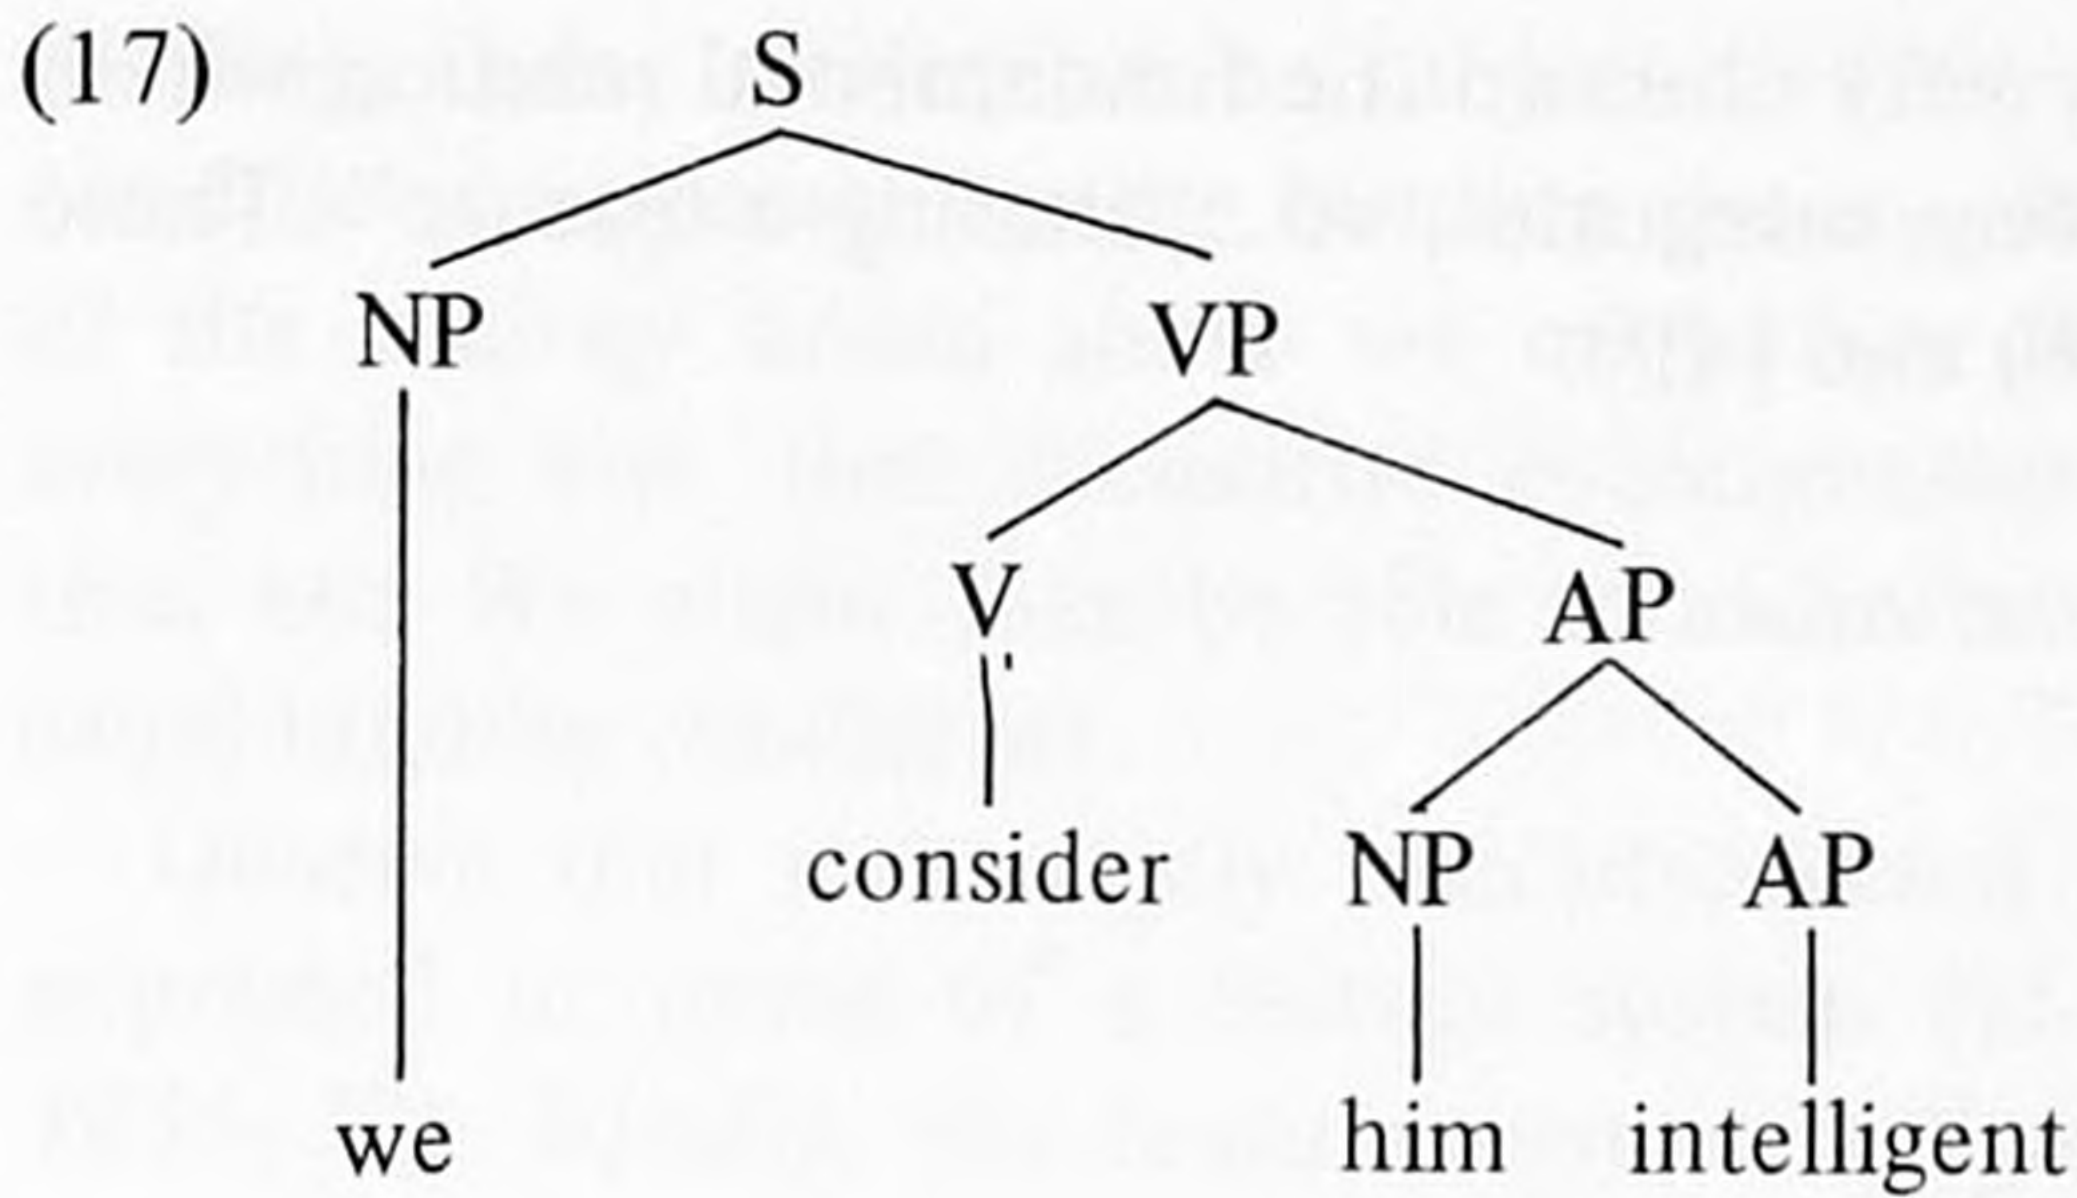 (17) S
NP VP
V AP
consider NP AP
we him intelligent